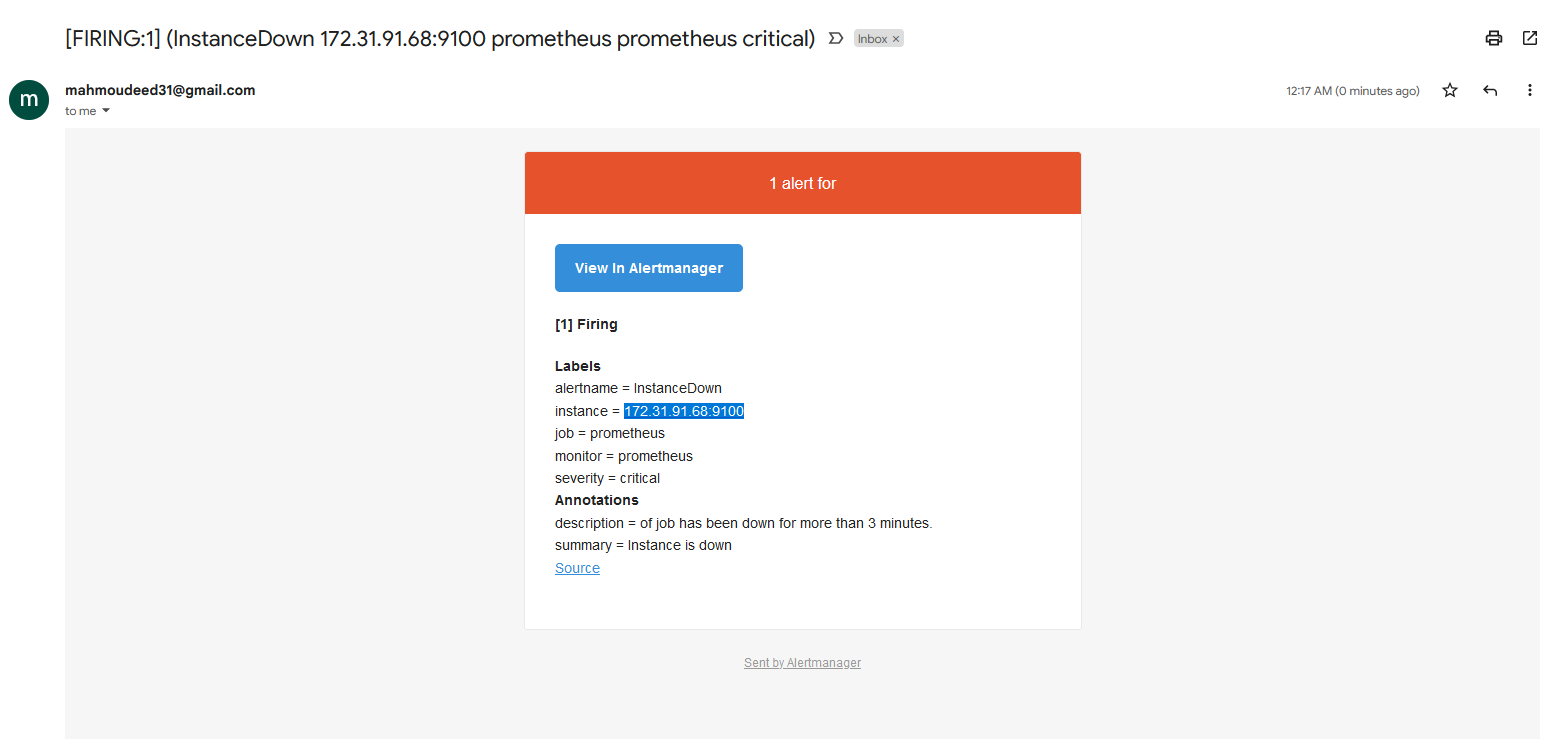 [FIRING:1] (InstanceDown 172.31.91.68:9100 prometheus prometheus critical)
Inbox ×
m
mahmoudeed31@gmail.com
12:17 AM (0 minutes ago)
to me
1 alert for
View In Alertmanager
[1] Firing
Labels
alertname = InstanceDown
instance = 172.31.91.68:9100
job = prometheus
monitor = prometheus
severity = critical
Annotations
description = of job has been down for more than 3 minutes.
summary = Instance is down
Source
Sent by Alertmanager